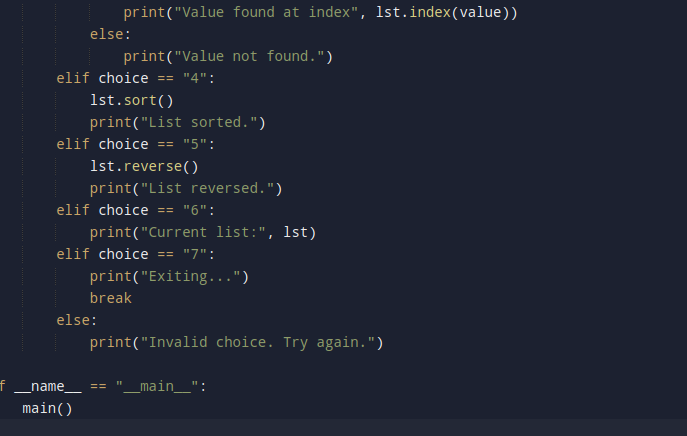 print("Value found at index", lst.index(value))
else:
print("Value not found.")
elif choice == "4":
lst.sort()
print("List sorted.")
elif choice == "5":
lst.reverse()
print("List reversed.")
elif choice == "6":
print("Current list:", lst)
elif choice == "7":
print("Exiting...")
break
else:
print("Invalid choice. Try again.")
f __name__ == "__main__":
main()